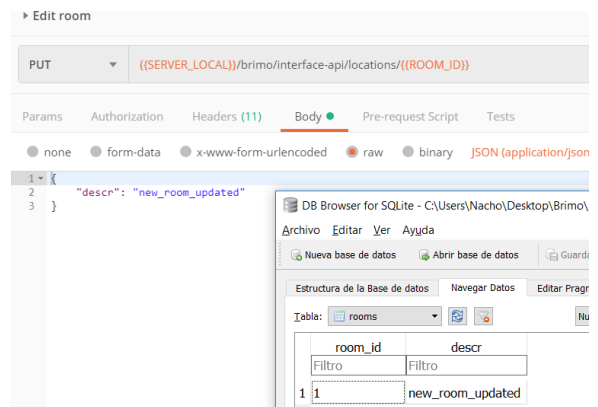 Edit room
PUT {{SERVER_LOCAL}}/brimo/interface-api/locations/{{ROOM_ID}}
Params Authorization Headers (11) Body Pre-request Script Tests
none form-data x-www-form-urlencoded raw binary JSON (application/json
1 {
2 "descr": "new_room_updated"
3 }
DB Browser for SQLite - C:\Users\Nacho\Desktop\Brimo\
Archivo Editar Ver Ayuda
Nueva base de datos Abrir base de datos Guarda
Estructura de la Base de datos Navegar Datos Editar Pragr
Tabla: rooms Nu
room_id descr
Filtro Filtro
1 1 new_room_updated